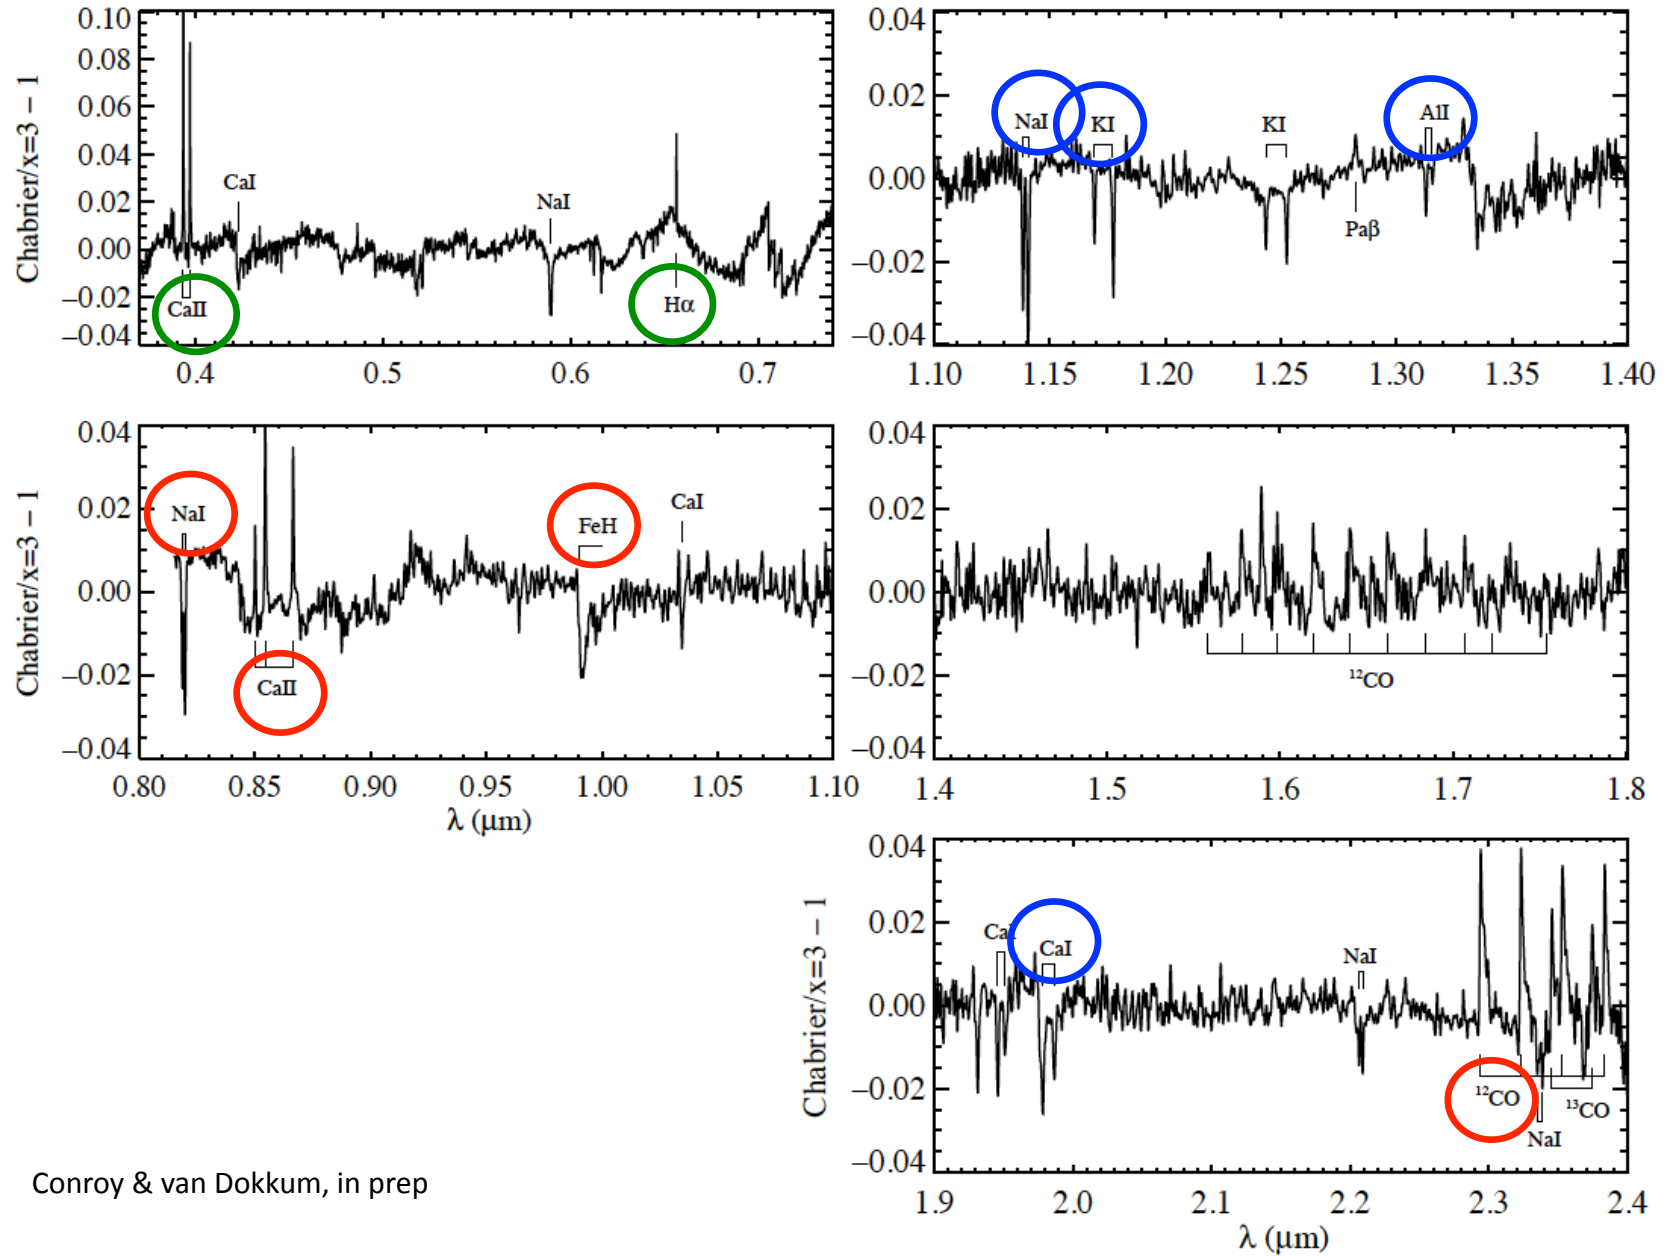 Chabrier/x=3 – 1
0.10
0.08
0.06
0.04
0.02
0.00
–0.02
–0.04
CaI
NaI
CaII
Hα
0.4 0.5 0.6 0.7
0.04
0.02
0.00
–0.02
–0.04
NaI
KI
KI
AlI
Paβ
1.10 1.15 1.20 1.25 1.30 1.35 1.40
Chabrier/x=3 – 1
0.04
0.02
0.00
–0.02
–0.04
NaI
CaII
FeH
CaI
0.80 0.85 0.90 0.95 1.00 1.05 1.10
λ (μm)
0.04
0.02
0.00
–0.02
–0.04
¹²CO
1.4 1.5 1.6 1.7 1.8
Chabrier/x=3 – 1
0.04
0.02
0.00
–0.02
–0.04
CaI
CaI
NaI
¹²CO
¹³CO
NaI
1.9 2.0 2.1 2.2 2.3 2.4
λ (μm)
Conroy & van Dokkum, in prep